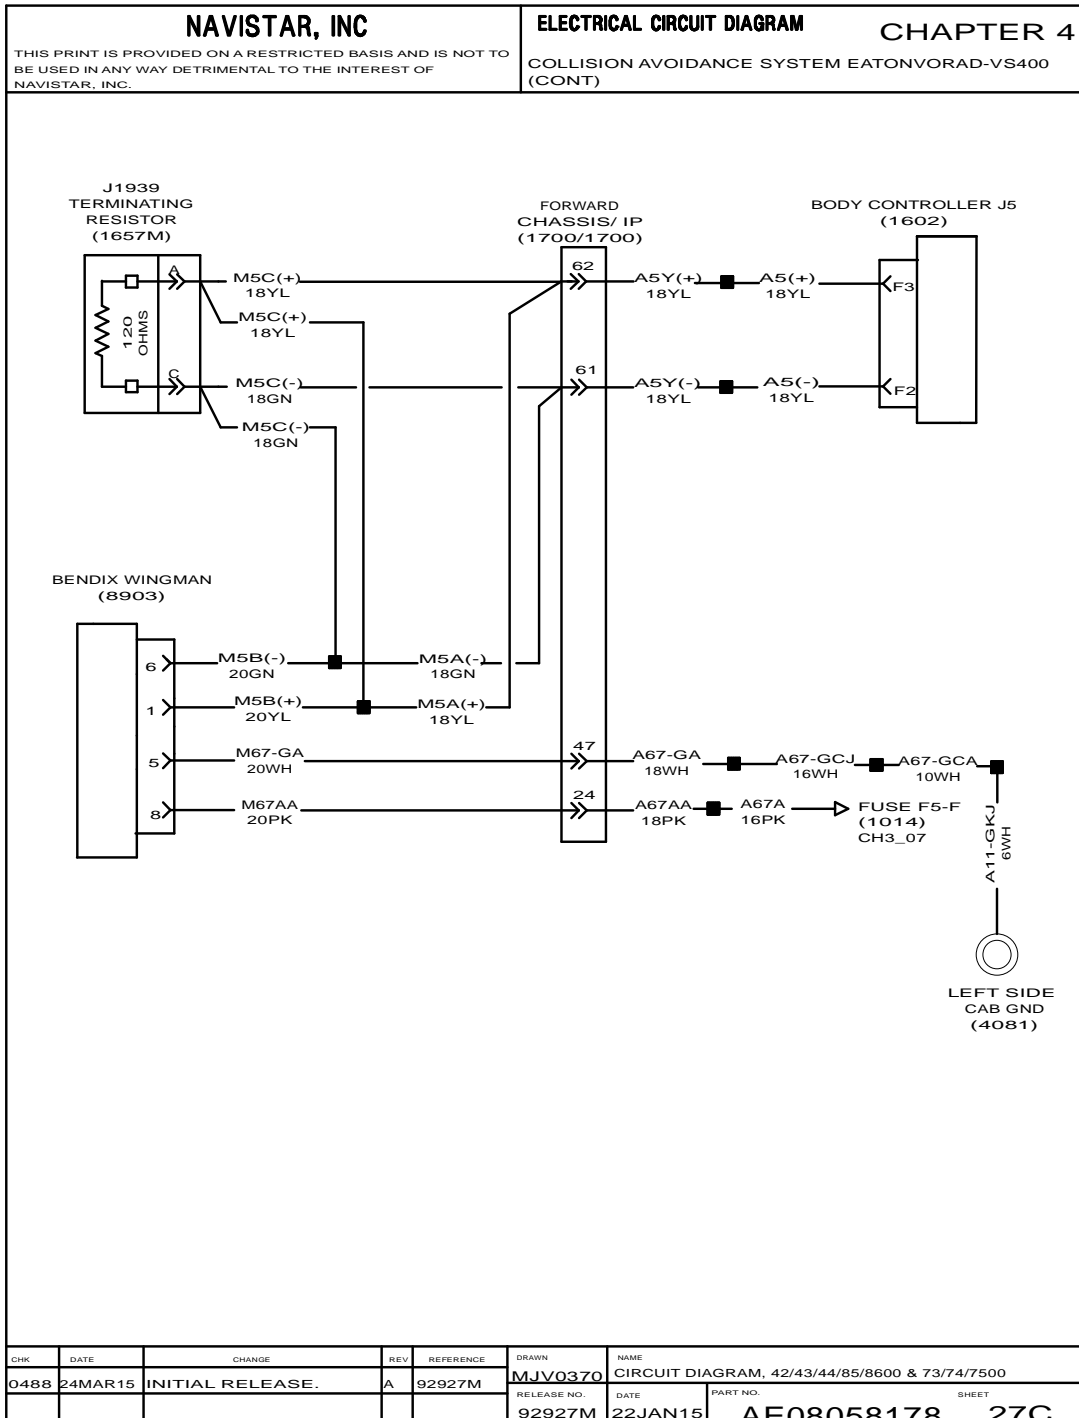 NAVISTAR, INC
THIS PRINT IS PROVIDED ON A RESTRICTED BASIS AND IS NOT TO
BE USED IN ANY WAY DETRIMENTAL TO THE INTEREST OF
NAVISTAR, INC.
ELECTRICAL CIRCUIT DIAGRAM
CHAPTER 4
COLLISION AVOIDANCE SYSTEM EATONVORAD-VS400
(CONT)
J1939
TERMINATING
RESISTOR
(1657M)
FORWARD
CHASSIS/ IP
(1700/1700)
BODY CONTROLLER J5
(1602)
120
OHMS
A
C
M5C(+)
18YL
M5C(+)
18YL
M5C(-)
18GN
M5C(-)
18GN
62
61
A5Y(+)
18YL
A5(+)
18YL
F3
A5Y(-)
18YL
A5(-)
18YL
F2
BENDIX WINGMAN
(8903)
6
M5B(-)
20GN
M5A(-)
18GN
1
M5B(+)
20YL
M5A(+)
18YL
5
M67-GA
20WH
47
A67-GA
18WH
A67-GCJ
16WH
A67-GCA
10WH
8
M67AA
20PK
24
A67AA
18PK
A67A
16PK
FUSE F5-F
(1014)
CH3_07
A11-GKJ
6WH
LEFT SIDE
CAB GND
(4081)
CHK DATE CHANGE REV REFERENCE
0488 24MAR15 INITIAL RELEASE. A 92927M
DRAWN
MJV0370
NAME
CIRCUIT DIAGRAM, 42/43/44/85/8600 & 73/74/7500
RELEASE NO.
92927M
DATE
22JAN15
PART NO.
AE08058178
SHEET
27C